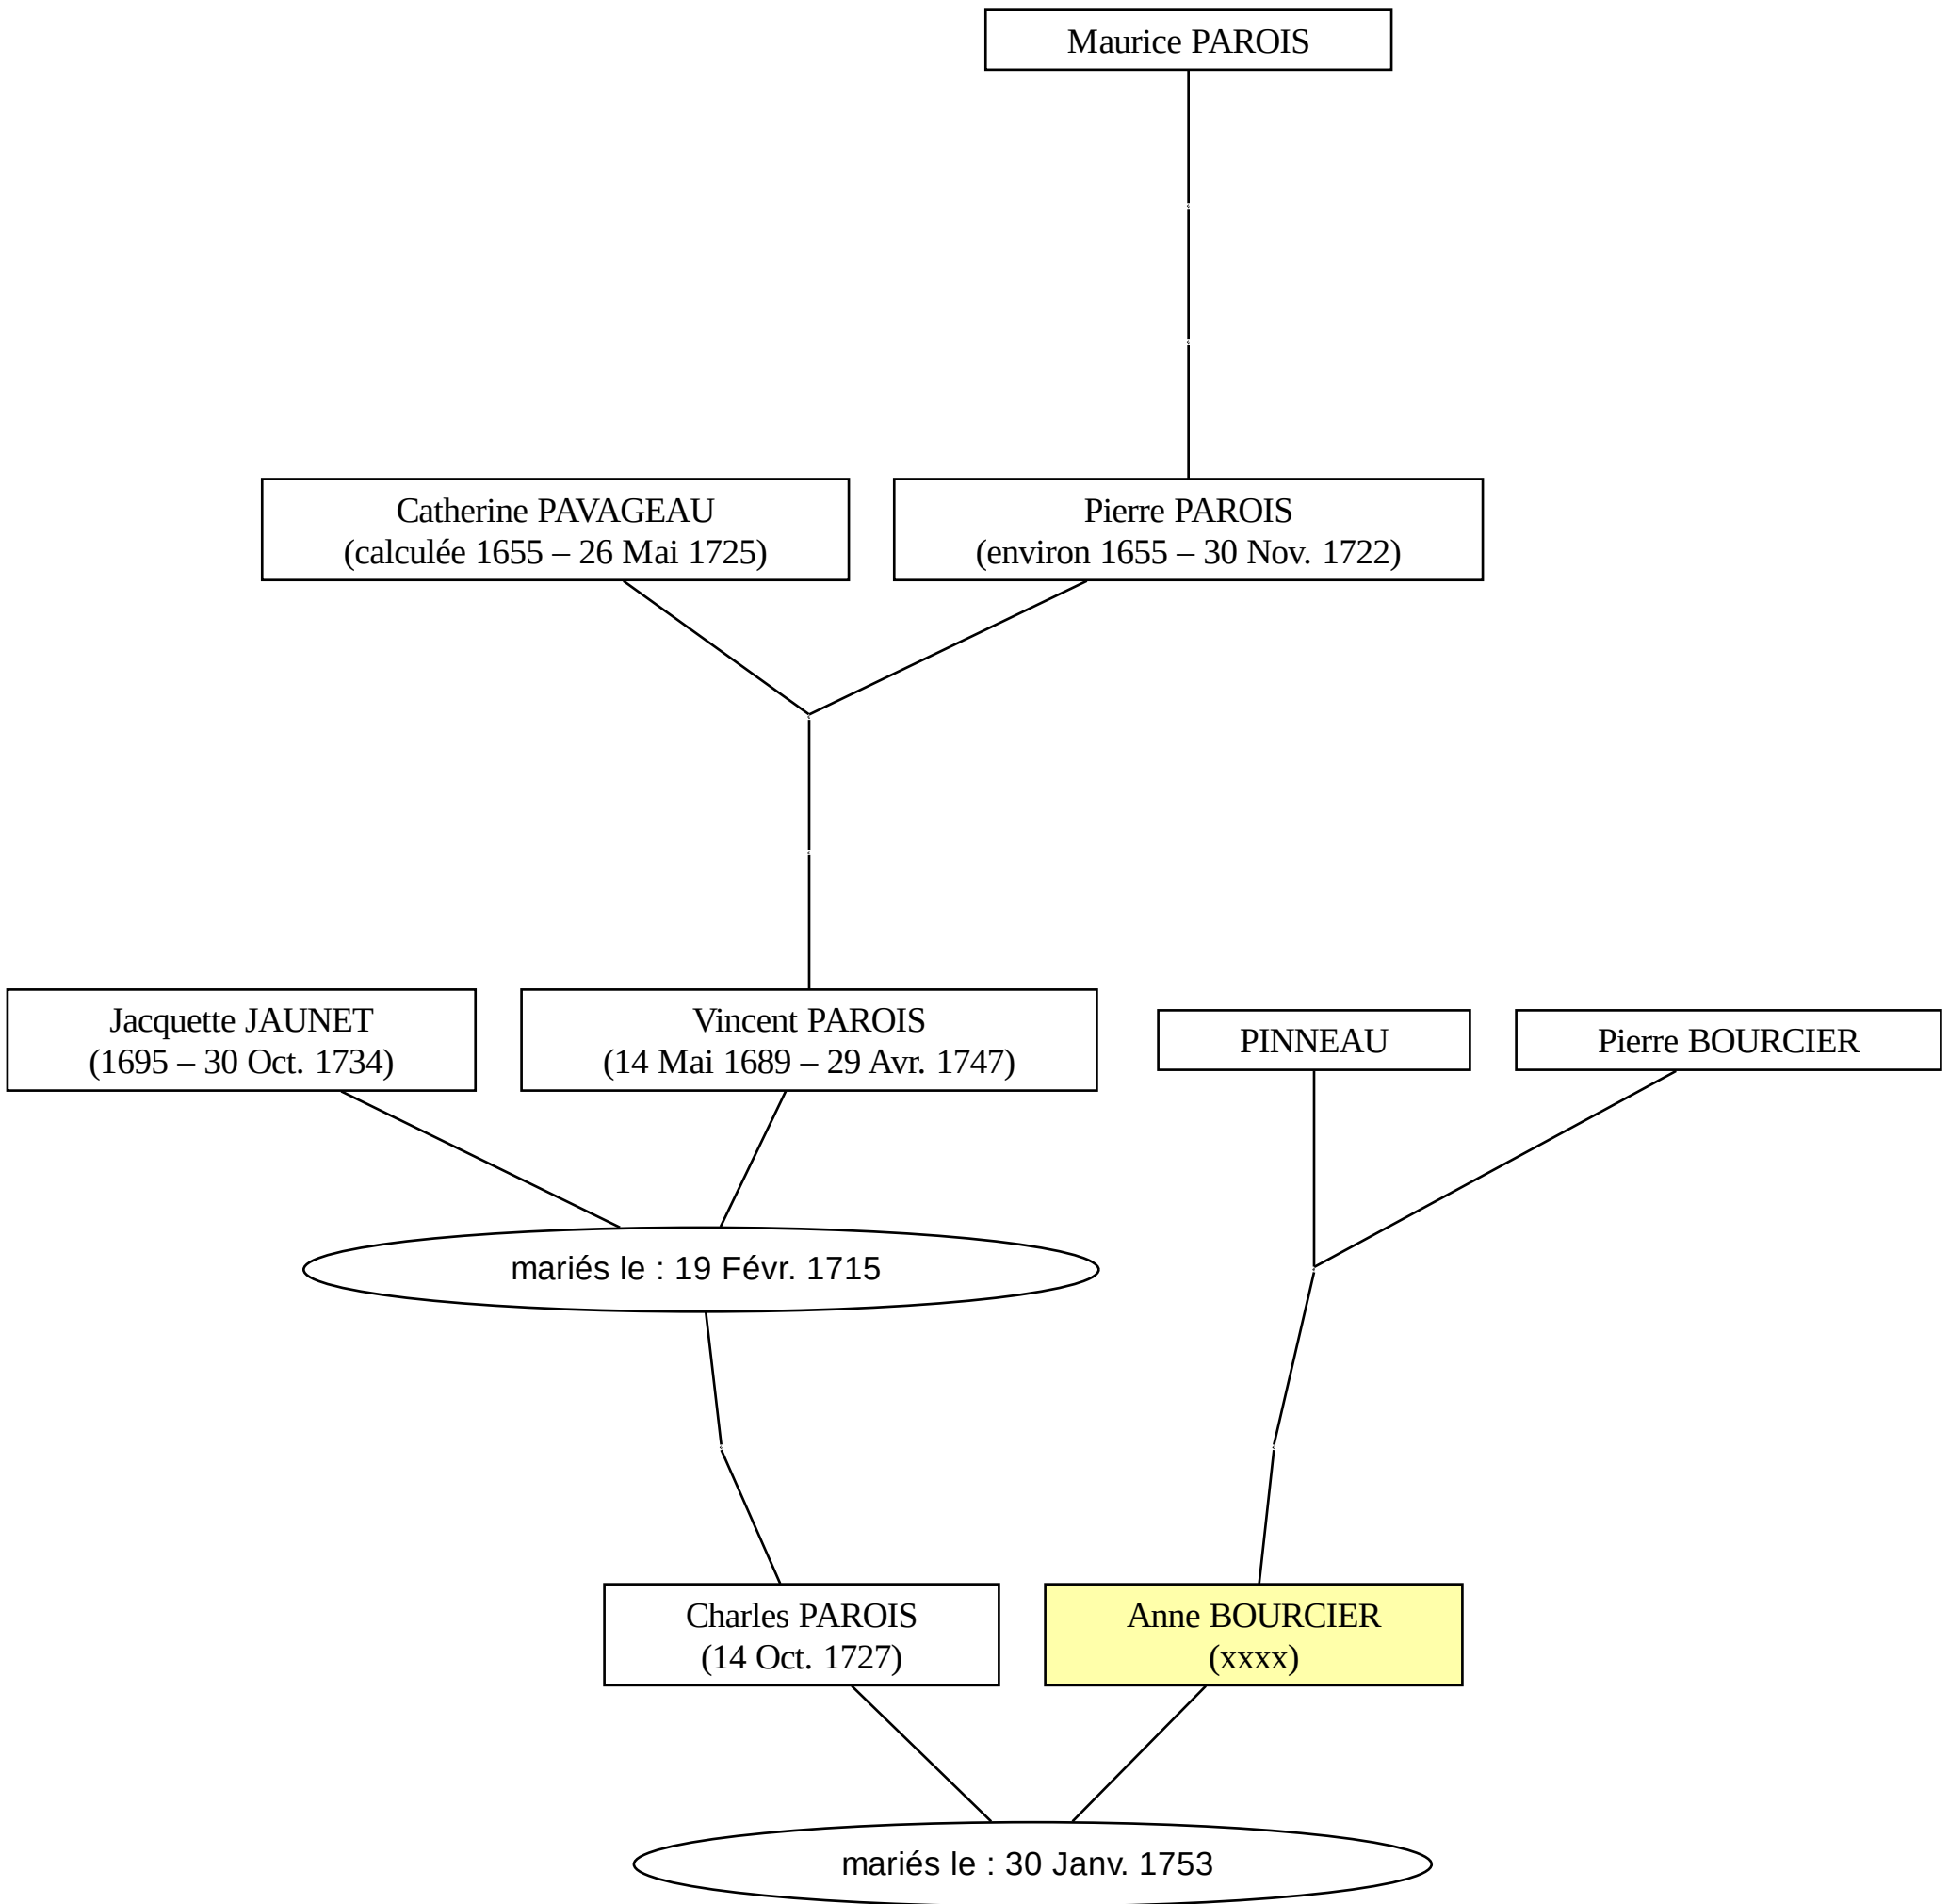 Maurice PAROIS
Catherine PAVAGEAU
(calculée 1655 – 26 Mai 1725)
Pierre PAROIS
(environ 1655 – 30 Nov. 1722)
Jacquette JAUNET
(1695 – 30 Oct. 1734)
Vincent PAROIS
(14 Mai 1689 – 29 Avr. 1747)
PINNEAU
Pierre BOURCIER
mariés le : 19 Févr. 1715
Charles PAROIS
(14 Oct. 1727)
Anne BOURCIER
(xxxx)
mariés le : 30 Janv. 1753